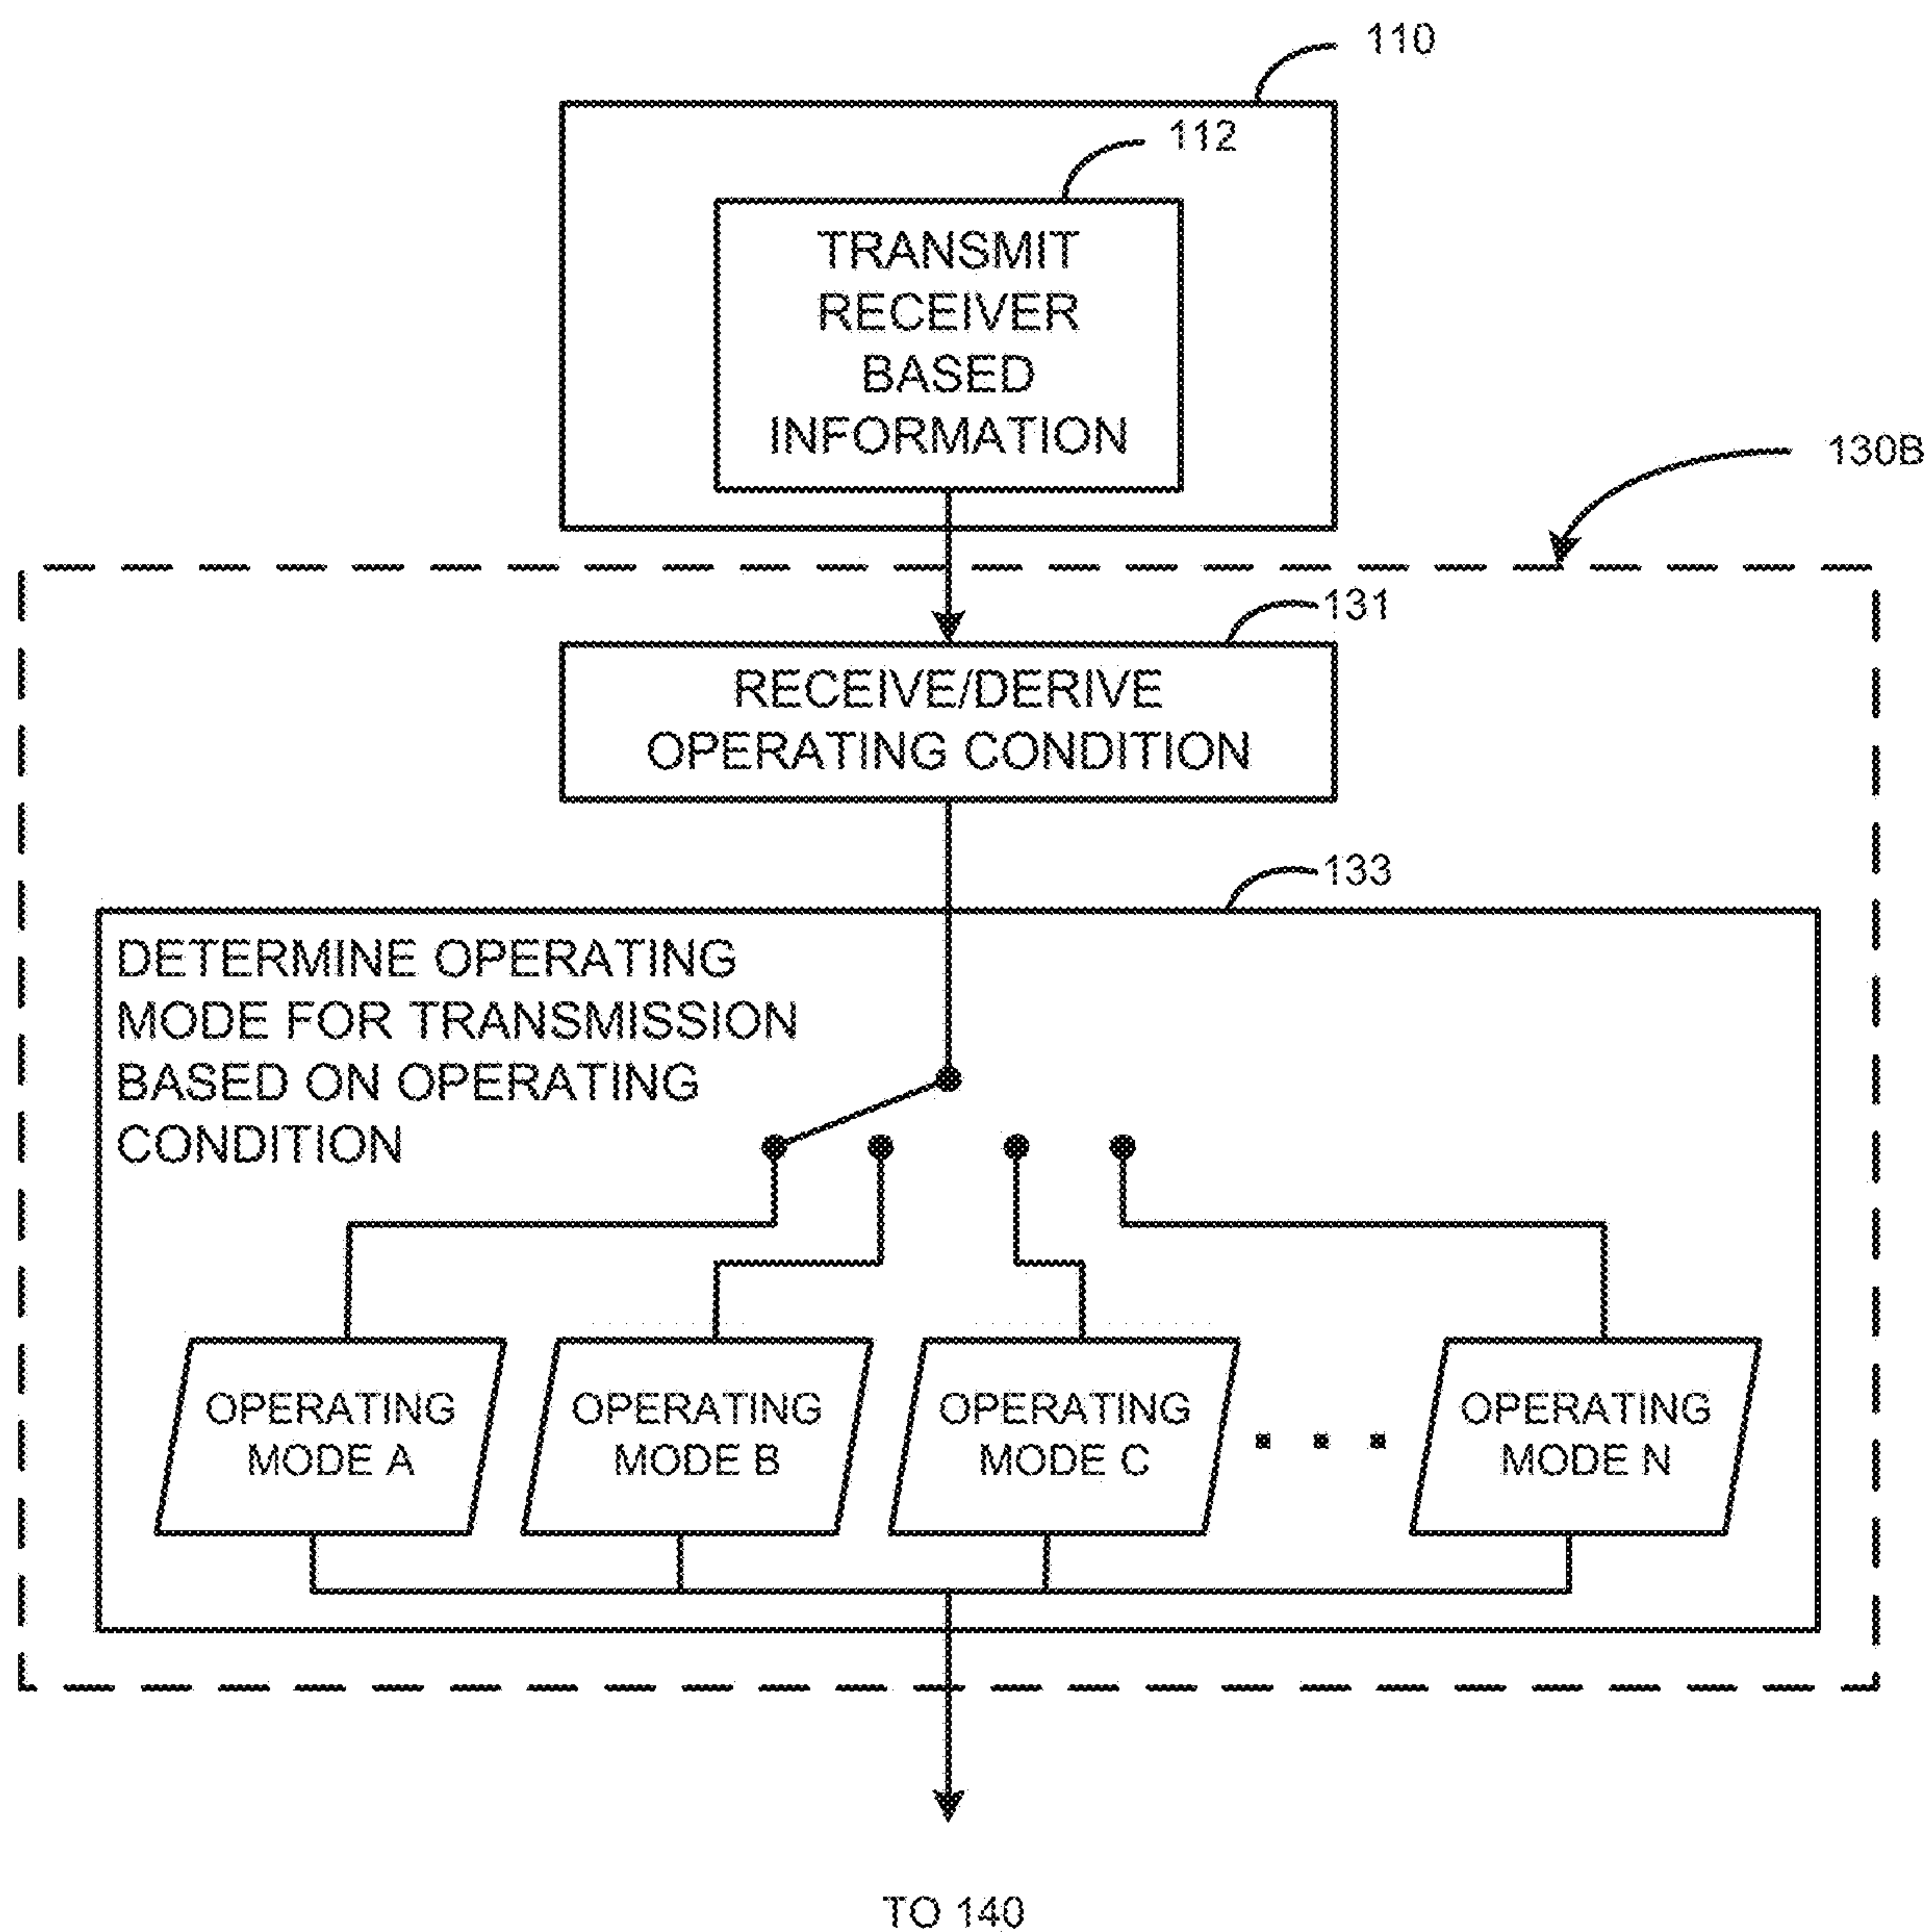 110
112
TRANSMIT
RECEIVER
BASED
INFORMATION
130B
131
RECEIVE/DERIVE
OPERATING CONDITION
133
DETERMINE OPERATING
MODE FOR TRANSMISSION
BASED ON OPERATING
CONDITION
OPERATING
MODE A
OPERATING
MODE B
OPERATING
MODE C
OPERATING
MODE N
TO 140